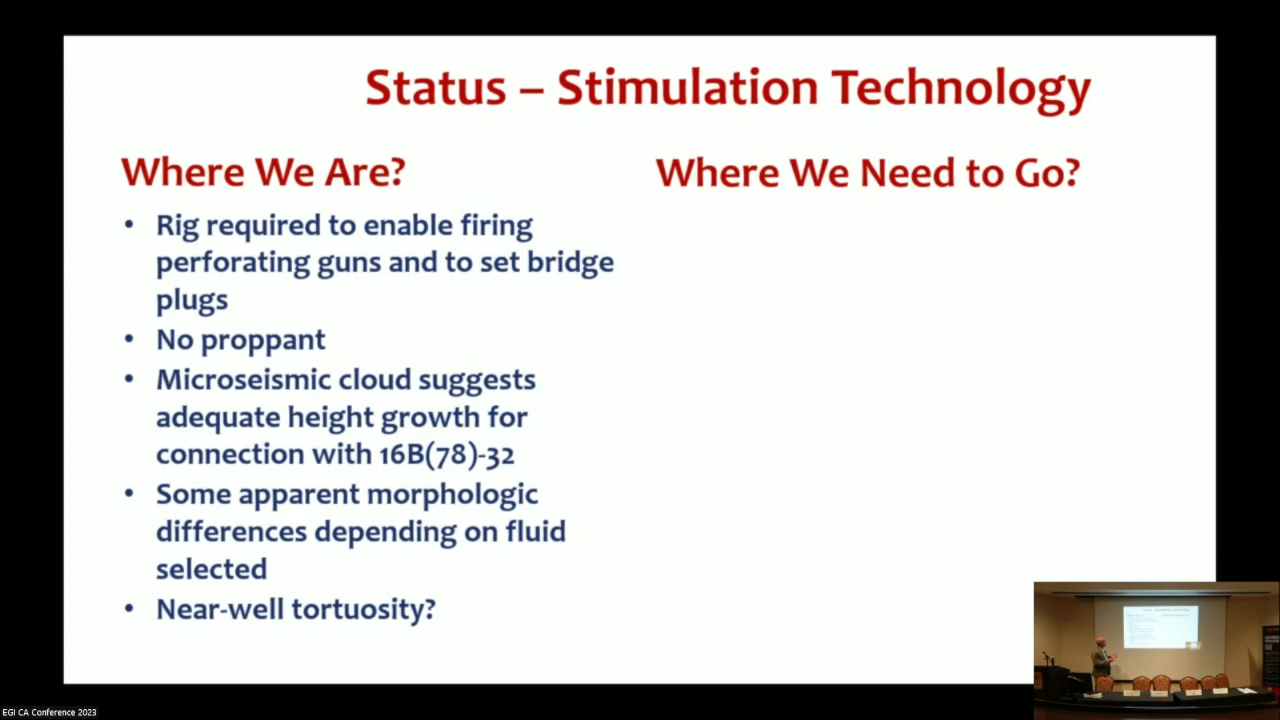 Status – Stimulation Technology
Where We Are?
• Rig required to enable firing
perforating guns and to set bridge
plugs
• No proppant
• Microseismic cloud suggests
adequate height growth for
connection with 16B(78)-32
• Some apparent morphologic
differences depending on fluid
selected
• Near-well tortuosity?
Where We Need to Go?
EGI CA Conference 2023